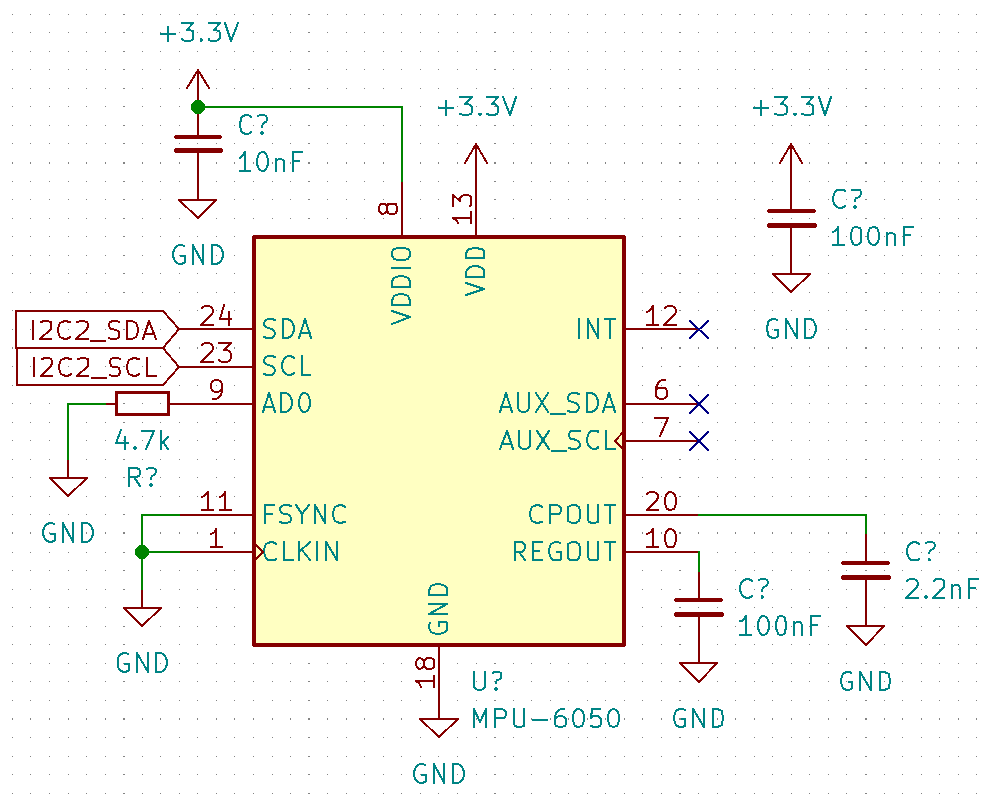 +3.3V
C?
10nF
GND
+3.3V
+3.3V
C?
100nF
GND
8
13
VDDIO
VDD
I2C2_SDA
24
SDA
I2C2_SCL
23
SCL
9
AD0
4.7k
R?
GND
11
FSYNC
1
CLKIN
GND
INT
12
AUX_SDA
6
AUX_SCL
7
CPOUT
20
REGOUT
10
C?
2.2nF
GND
C?
100nF
GND
GND
18
U?
MPU-6050
GND